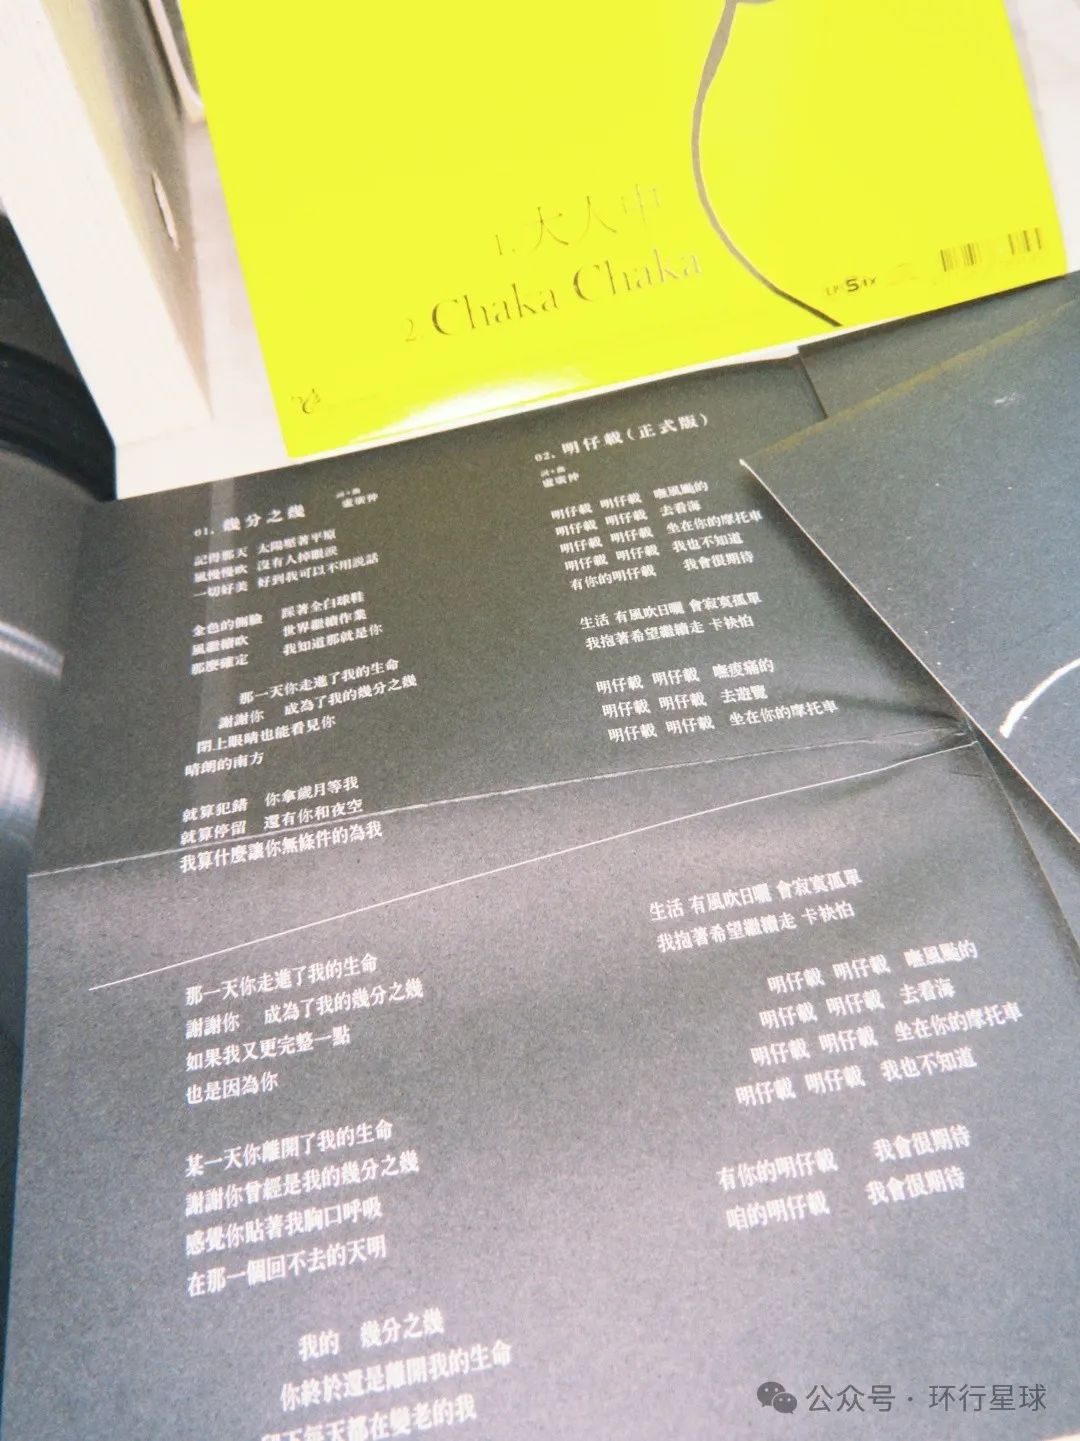 1. 大人中
2. Chaka Chaka
01. 幾分之幾
詞+曲
盧廣仲
記得那天 太陽壓著平原
風慢慢吹 沒有人掉眼淚
一切好美 好到我可以不用說話
金色的側臉 踩著全白球鞋
風繼續吹 世界繼續作業
那麼確定 我知道那就是你
那一天你走進了我的生命
謝謝你 成為了我的幾分之幾
閉上眼睛也能看見你
晴朗的南方
就算犯錯 你拿歲月等我
就算停留 還有你和夜空
我算什麼讓你無條件的為我
那一天你走進了我的生命
謝謝你 成為了我的幾分之幾
如果我又更完整一點
也是因為你
某一天你離開了我的生命
謝謝你曾經是我的幾分之幾
感覺你貼著我胸口呼吸
在那一個回不去的天明
我的 幾分之幾
你終於還是離開我的生命
留下每天都在變老的我
02. 明仔載(正式版)
詞+曲
盧廣仲
明仔載 明仔載 嘸風颱的
明仔載 明仔載 去看海
明仔載 明仔載 坐在你的摩托車
明仔載 明仔載 我也不知道
有你的明仔載 我會很期待
生活 有風吹日曬 會寂寞孤單
我抱著希望繼續走 卡袂怕
明仔載 明仔載 嘸痠痛的
明仔載 明仔載 去遊覽
明仔載 明仔載 坐在你的摩托車
生活 有風吹日曬 會寂寞孤單
我抱著希望繼續走 卡袂怕
明仔載 明仔載 嘸風颱的
明仔載 明仔載 去看海
明仔載 明仔載 坐在你的摩托車
明仔載 明仔載 我也不知道
有你的明仔載 我會很期待
咱的明仔載 我會很期待
公众号·环行星球